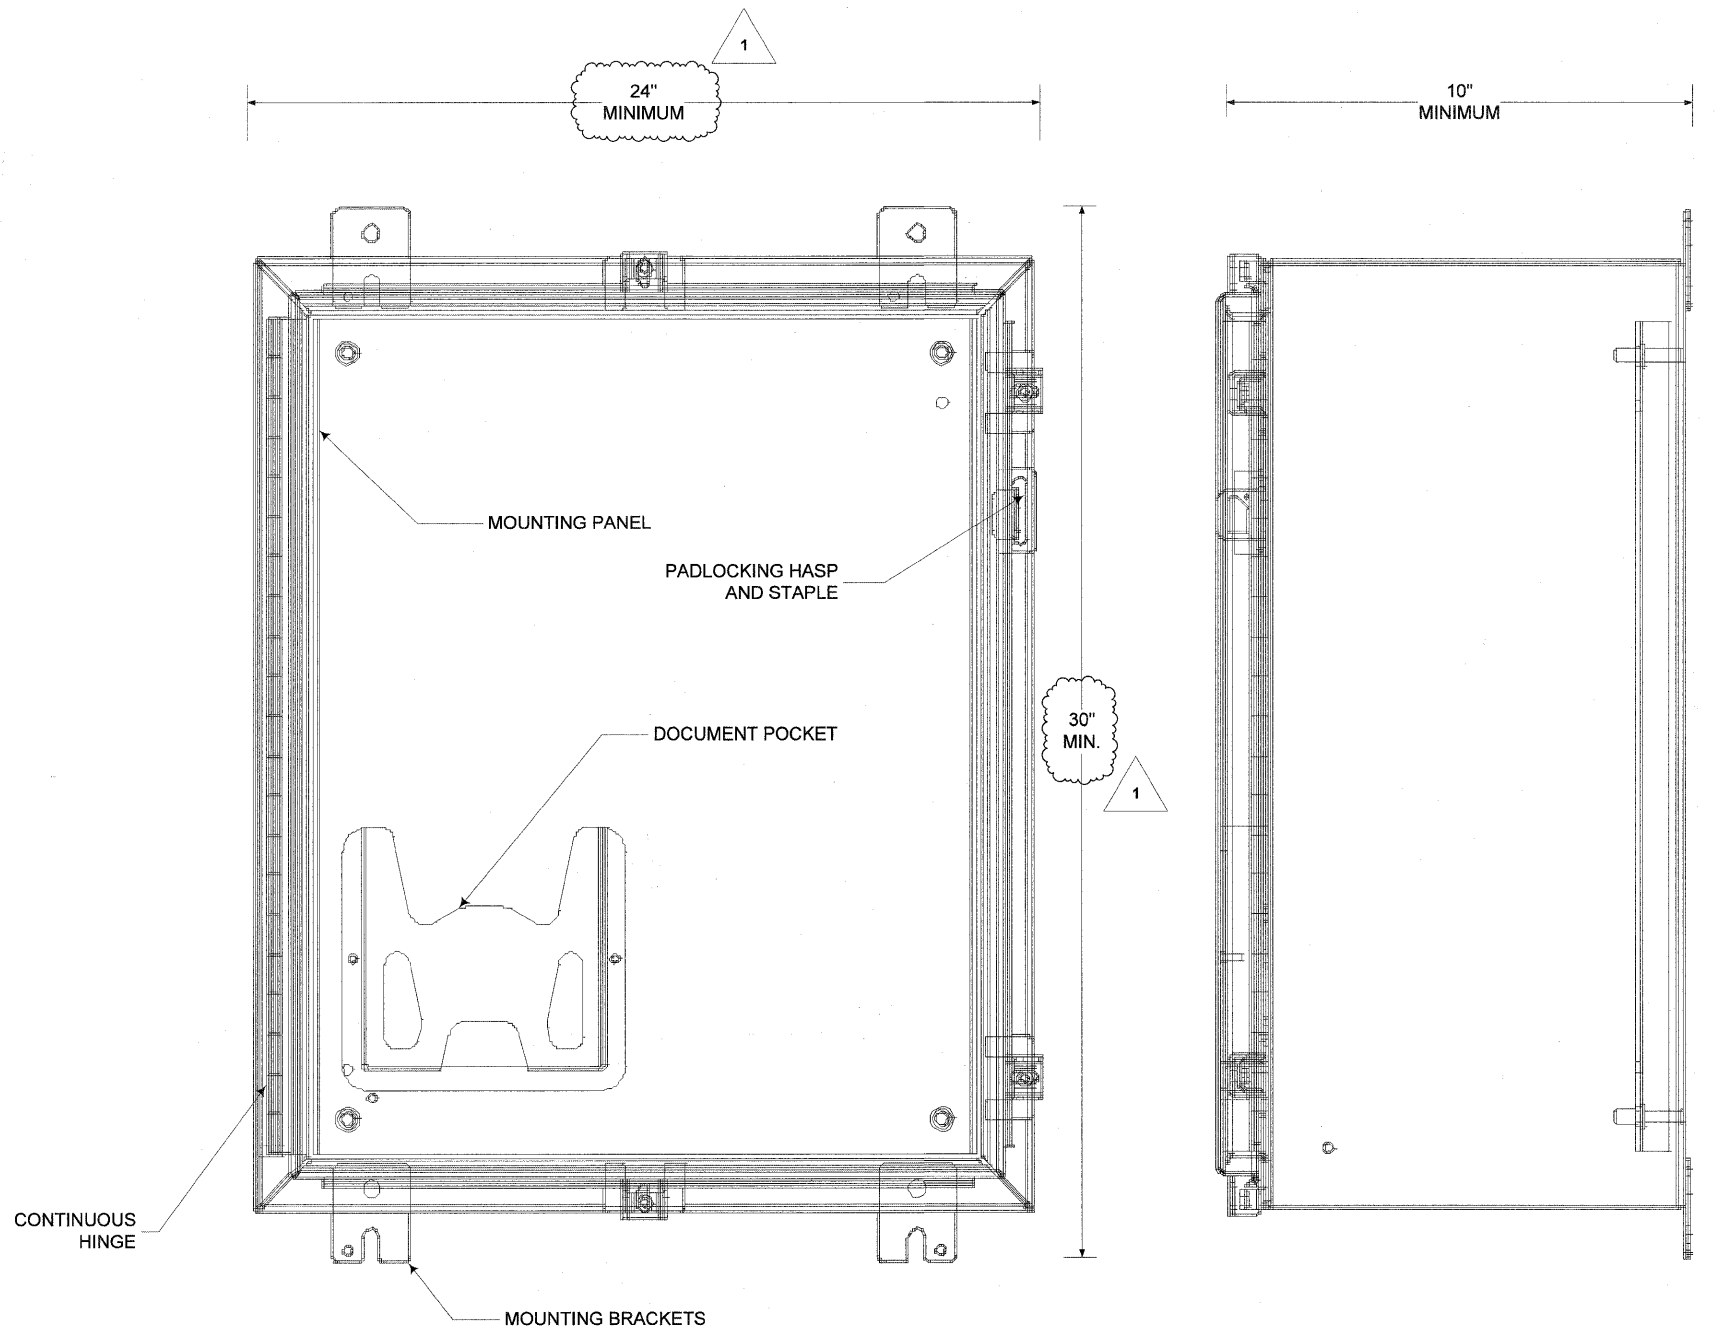 1
24"
MINIMUM
10"
MINIMUM
MOUNTING PANEL
PADLOCKING HASP
AND STAPLE
30"
MIN.
1
DOCUMENT POCKET
CONTINUOUS
HINGE
MOUNTING BRACKETS